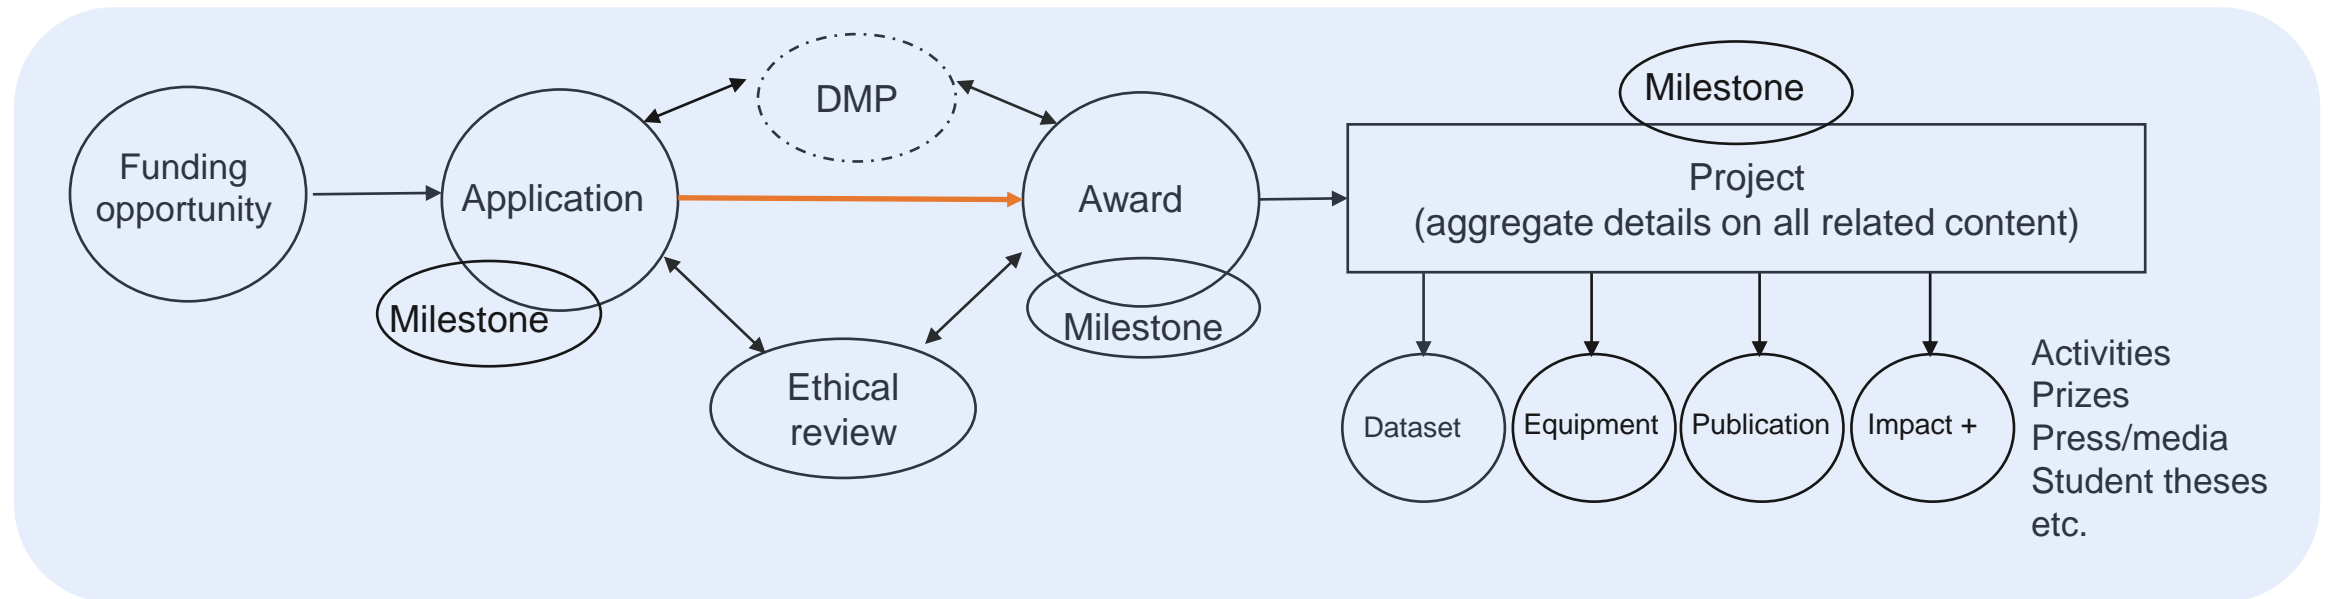 Funding
opportunity
Application
Milestone
DMP
Ethical
review
Award
Milestone
Milestone
Project
(aggregate details on all related content)
Dataset
Equipment
Publication
Impact +
Activities
Prizes
Press/media
Student theses
etc.